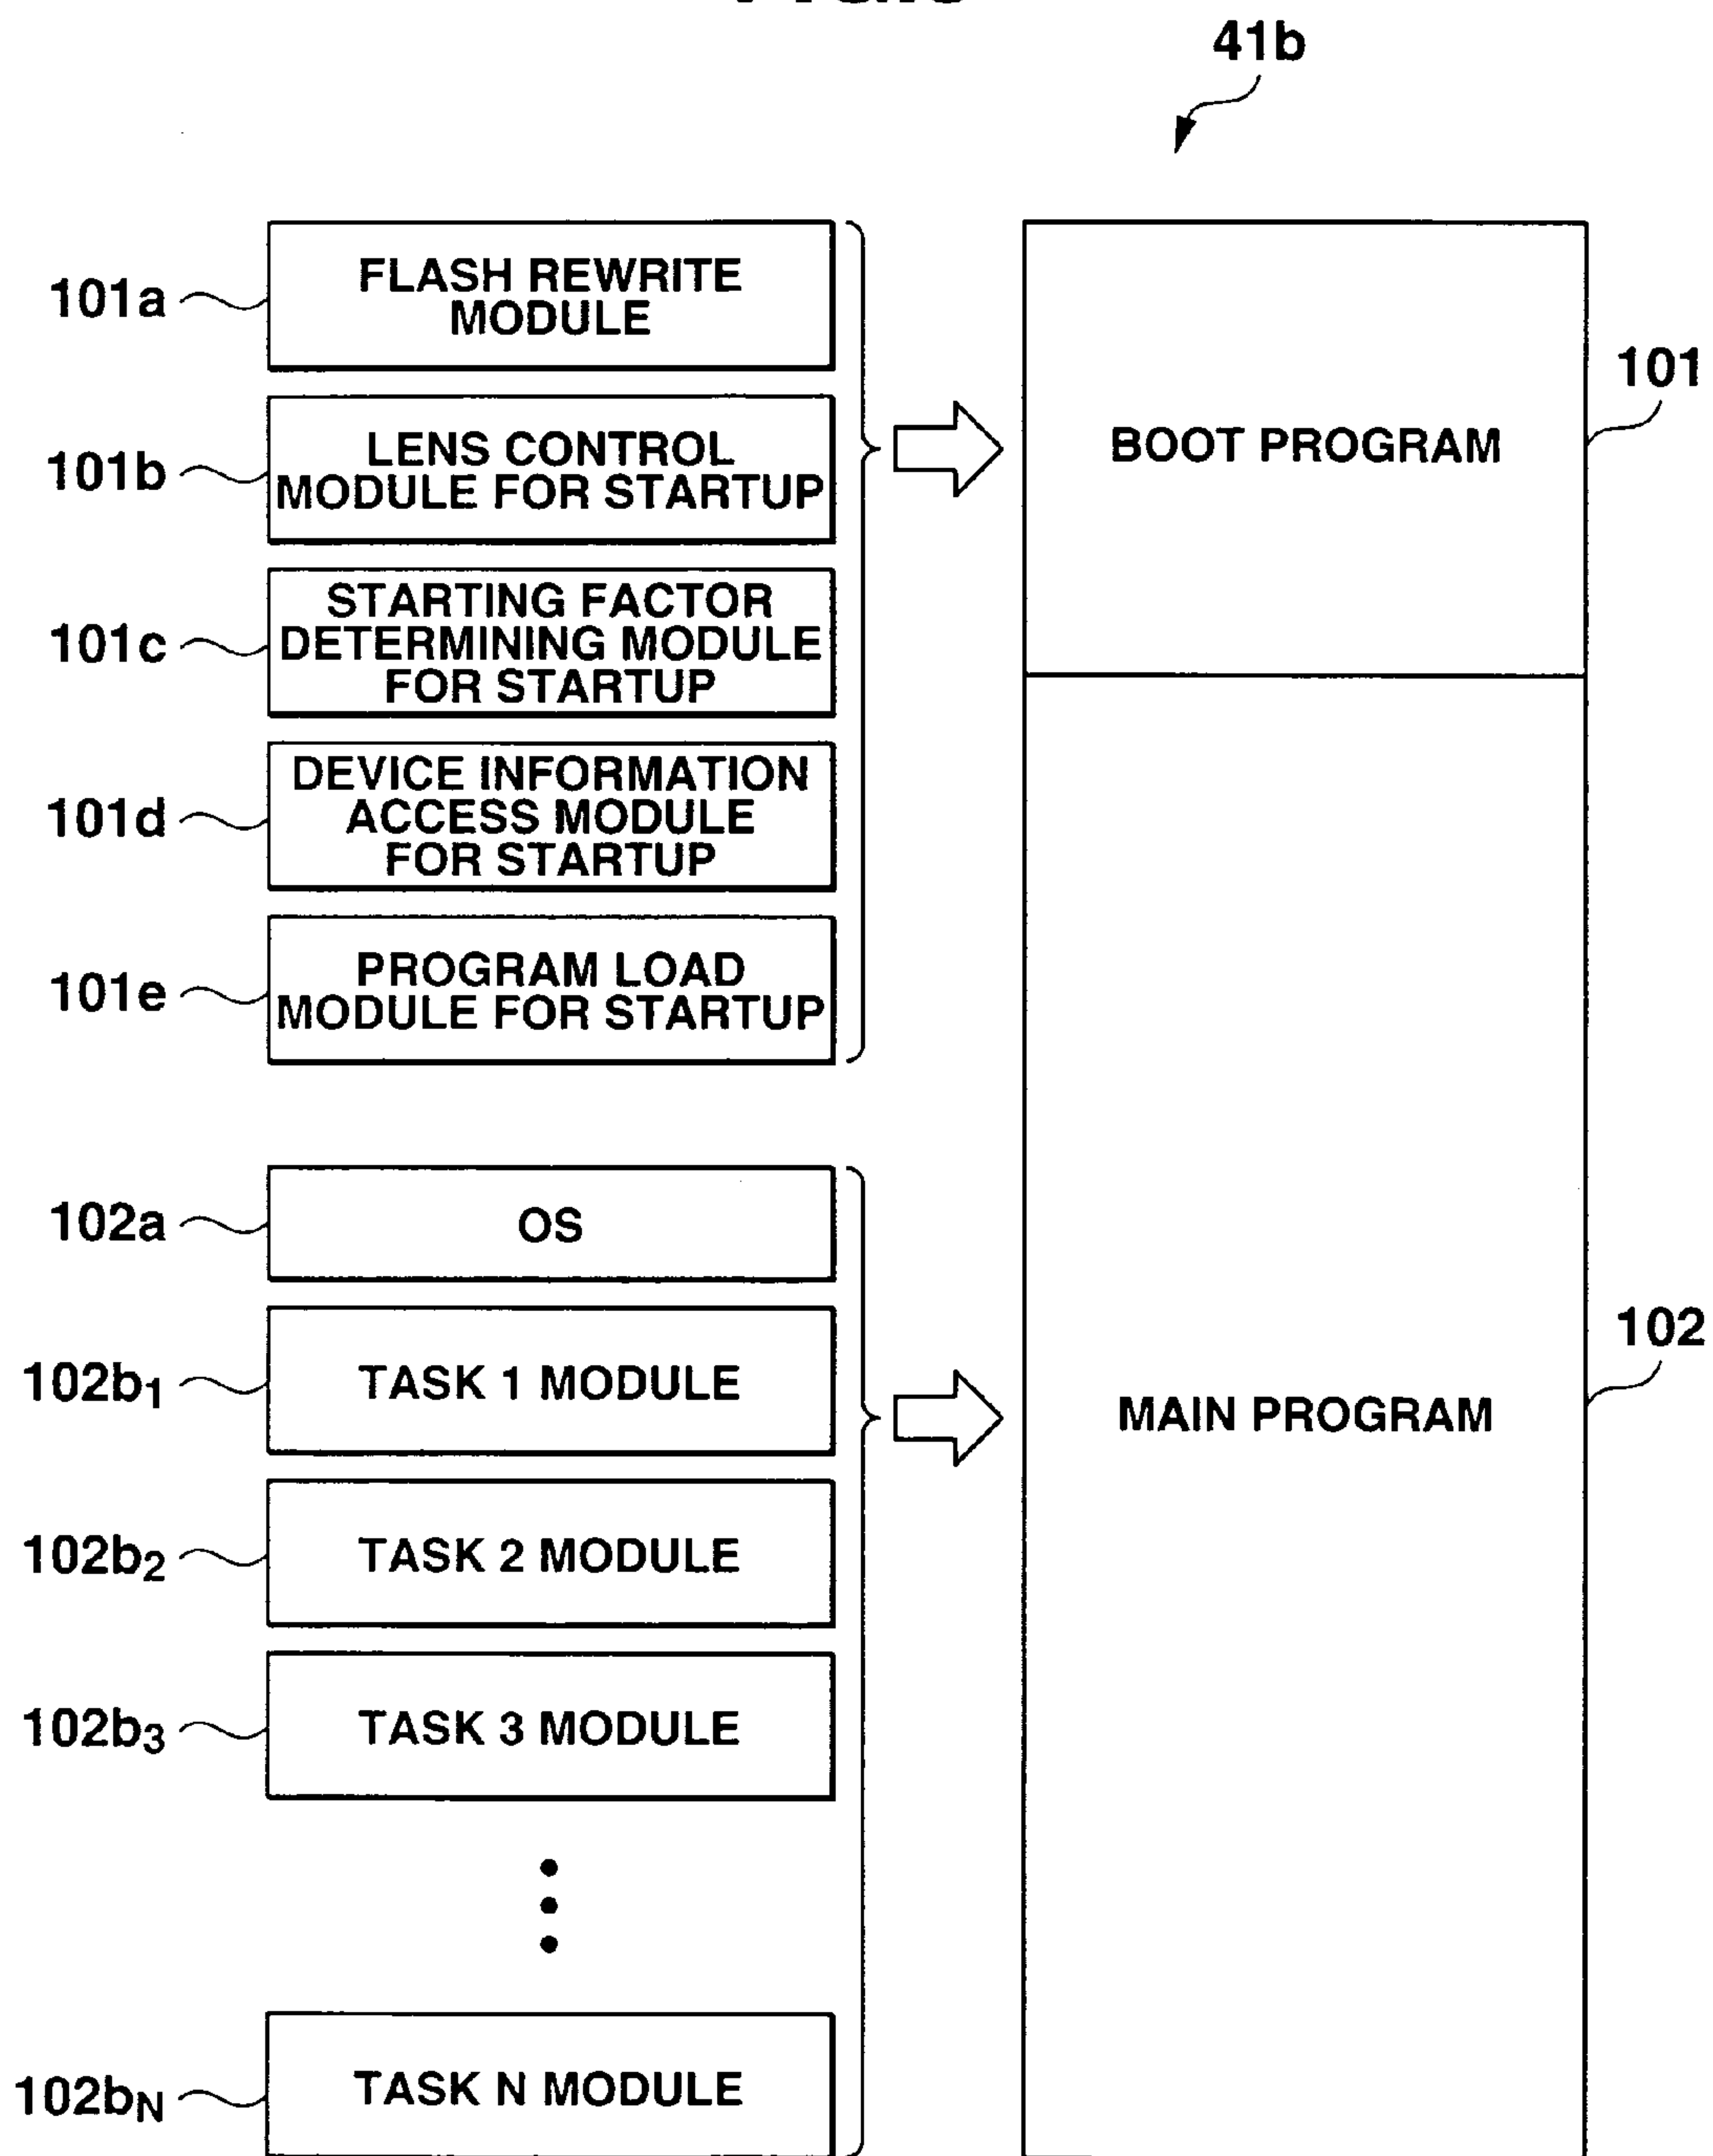 41b
101a
FLASH REWRITE
MODULE
101b
LENS CONTROL
MODULE FOR STARTUP
101c
STARTING FACTOR
DETERMINING MODULE
FOR STARTUP
101d
DEVICE INFORMATION
ACCESS MODULE
FOR STARTUP
101e
PROGRAM LOAD
MODULE FOR STARTUP
BOOT PROGRAM
101
102a
OS
102b1
TASK 1 MODULE
102b2
TASK 2 MODULE
102b3
TASK 3 MODULE
102bN
TASK N MODULE
MAIN PROGRAM
102